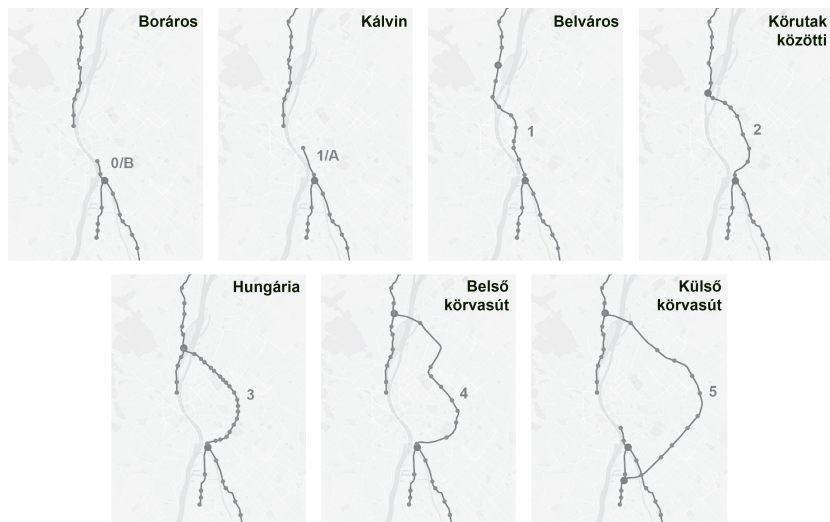 Boráros
0/B
Kálvin
1/A
Belváros
1
Körutak
közötti
2
Hungária
3
Belső
körvasút
4
Külső
körvasút
5